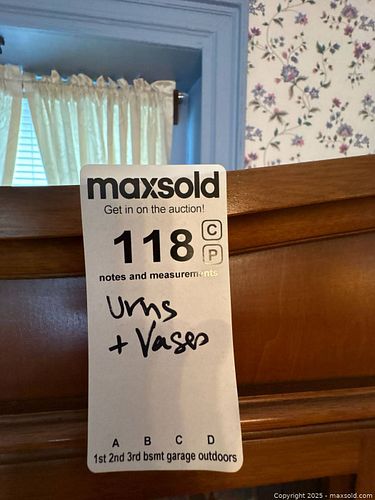 maxsold
Get in on the auction!
118 C
P
notes and measurements
Urns
+ Vases
A B C D
1st 2nd 3rd bsmt garage outdoors
Copyright 2025 - maxsold.com